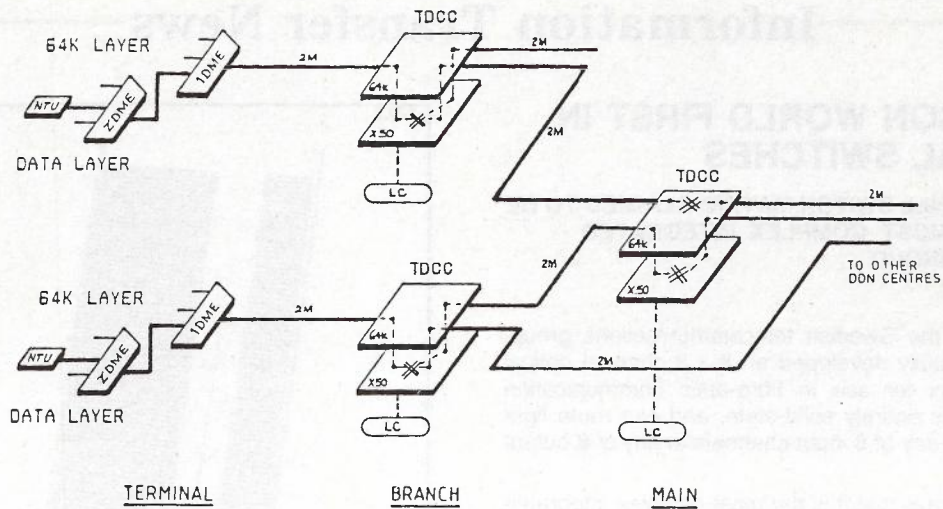 Information Transfer News
TDCC
64K LAYER
1DME
2M
64k
2M
NTU
ZDME
X50
DATA LAYER
LC
2M
TDCC
2M
64k
X50
TO OTHER
DDN CENTRES
TDCC
2M
64K LAYER
1DME
2M
64k
NTU
ZDME
X50
2M
DATA LAYER
LC
LC
TERMINAL
BRANCH
MAIN